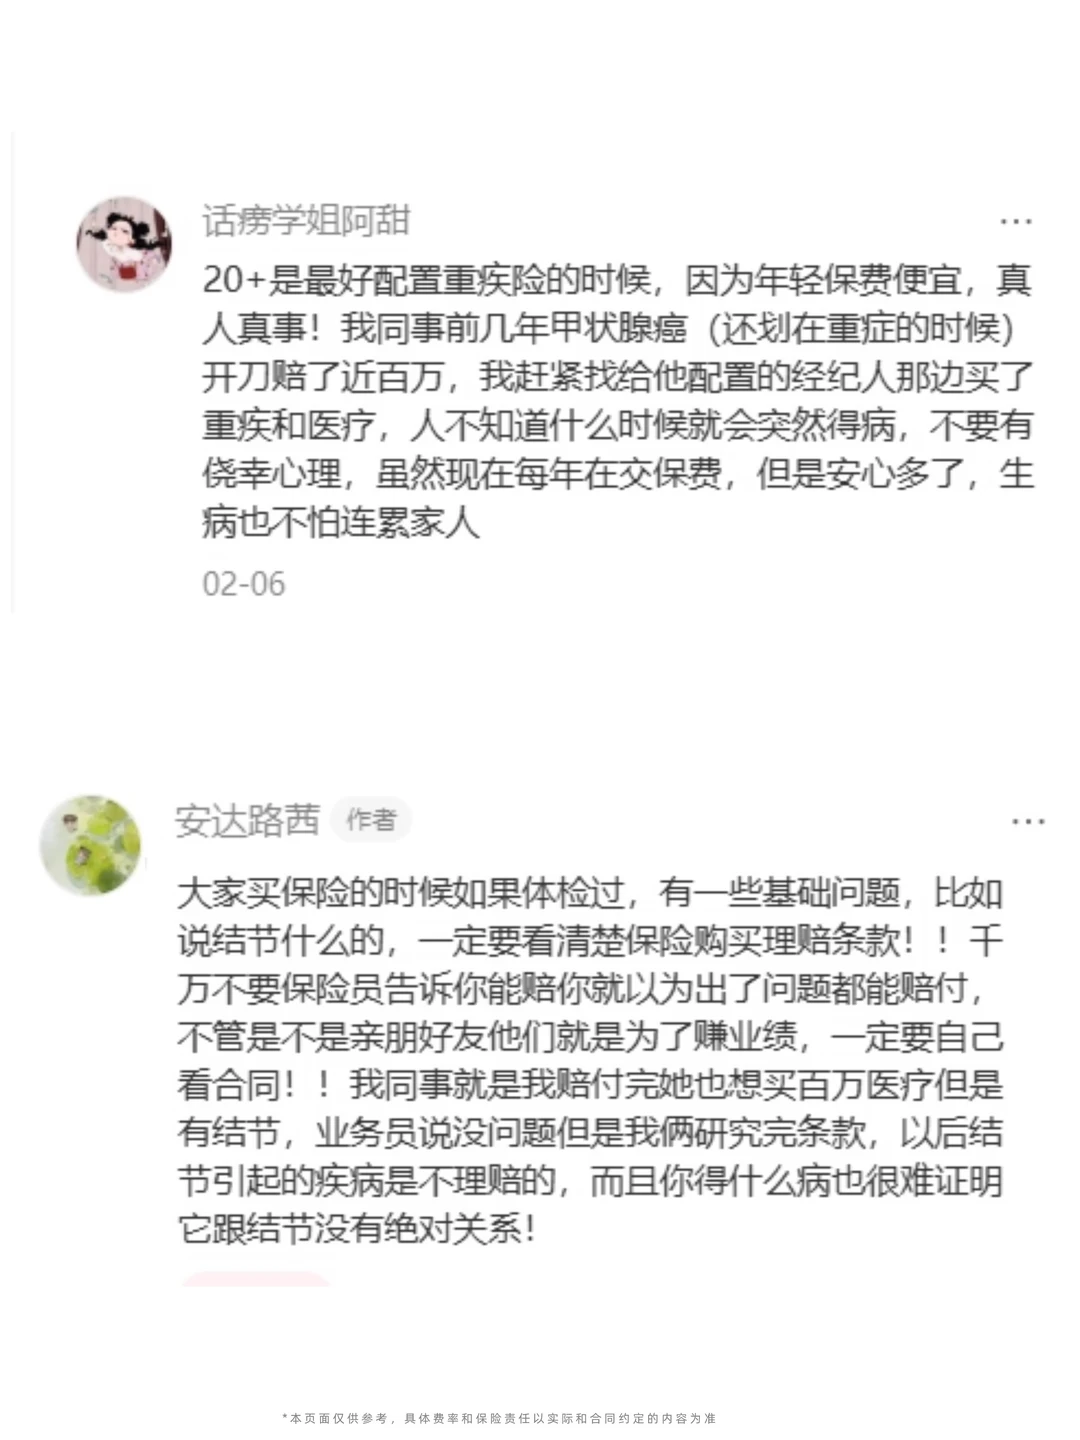 话痨学姐阿甜
20+是最好配置重疾险的时候，因为年轻保费便宜，真
人真事！我同事前几年甲状腺癌（还划在重症的时候）
开刀赔了近百万，我赶紧找给他配置的经纪人那边买了
重疾和医疗，人不知道什么时候就会突然得病，不要有
侥幸心理，虽然现在每年在交保费，但是安心多了，生
病也不怕连累家人
02-06
安达路茜 作者
大家买保险的时候如果体检过，有一些基础问题，比如
说结节什么的，一定要看清楚保险购买理赔条款！！千
万不要保险员告诉你能赔你就以为出了问题都能赔付，
不管是不是亲朋好友他们就是为了赚业绩，一定要自己
看合同！！我同事就是我赔付完她也想买百万医疗但是
有结节，业务员说没问题但是我俩研究完条款，以后结
节引起的疾病是不理赔的，而且你得什么病也很难证明
它跟结节没有绝对关系！
*本页面仅供参考，具体费率和保险责任以实际和合同约定的内容为准